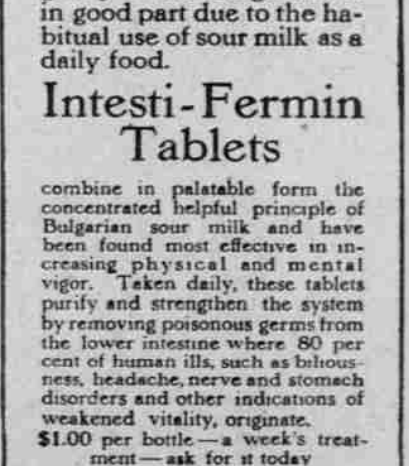 in good part due to the ha-
bitual use of sour milk as a
daily food.
Intesti-Fermin
Tablets
combine in palatable form the
concentrated helpful principle of
Bulgarian sour milk and have
been found most effective in in-
creasing physical and mental
vigor. Taken daily, these tablets
purify and strengthen the system
by removing poisonous germs from
the lower intestine where 80 per
cent of human ills, such as bilious-
ness, headache, nerve and stomach
disorders and other indications of
weakened vitality, originate.
$1.00 per bottle—a week's treat-
ment—ask for it today